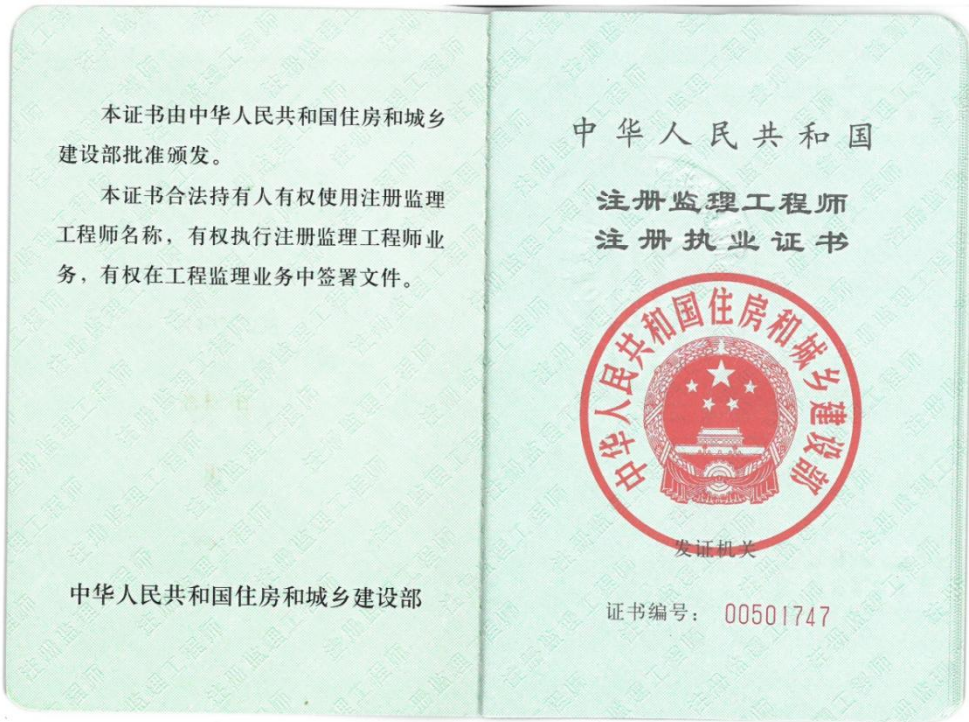 本证书由中华人民共和国住房和城乡
建设部批准颁发。
本证书合法持有人有权使用注册监理
工程师名称，有权执行注册监理工程师业
务，有权在工程监理业务中签署文件。
中华人民共和国住房和城乡建设部
中华人民共和国
注册监理工程师
注册执业证书
中华人民共和国住房和城乡建设部
发证机关
证书编号： 00501747